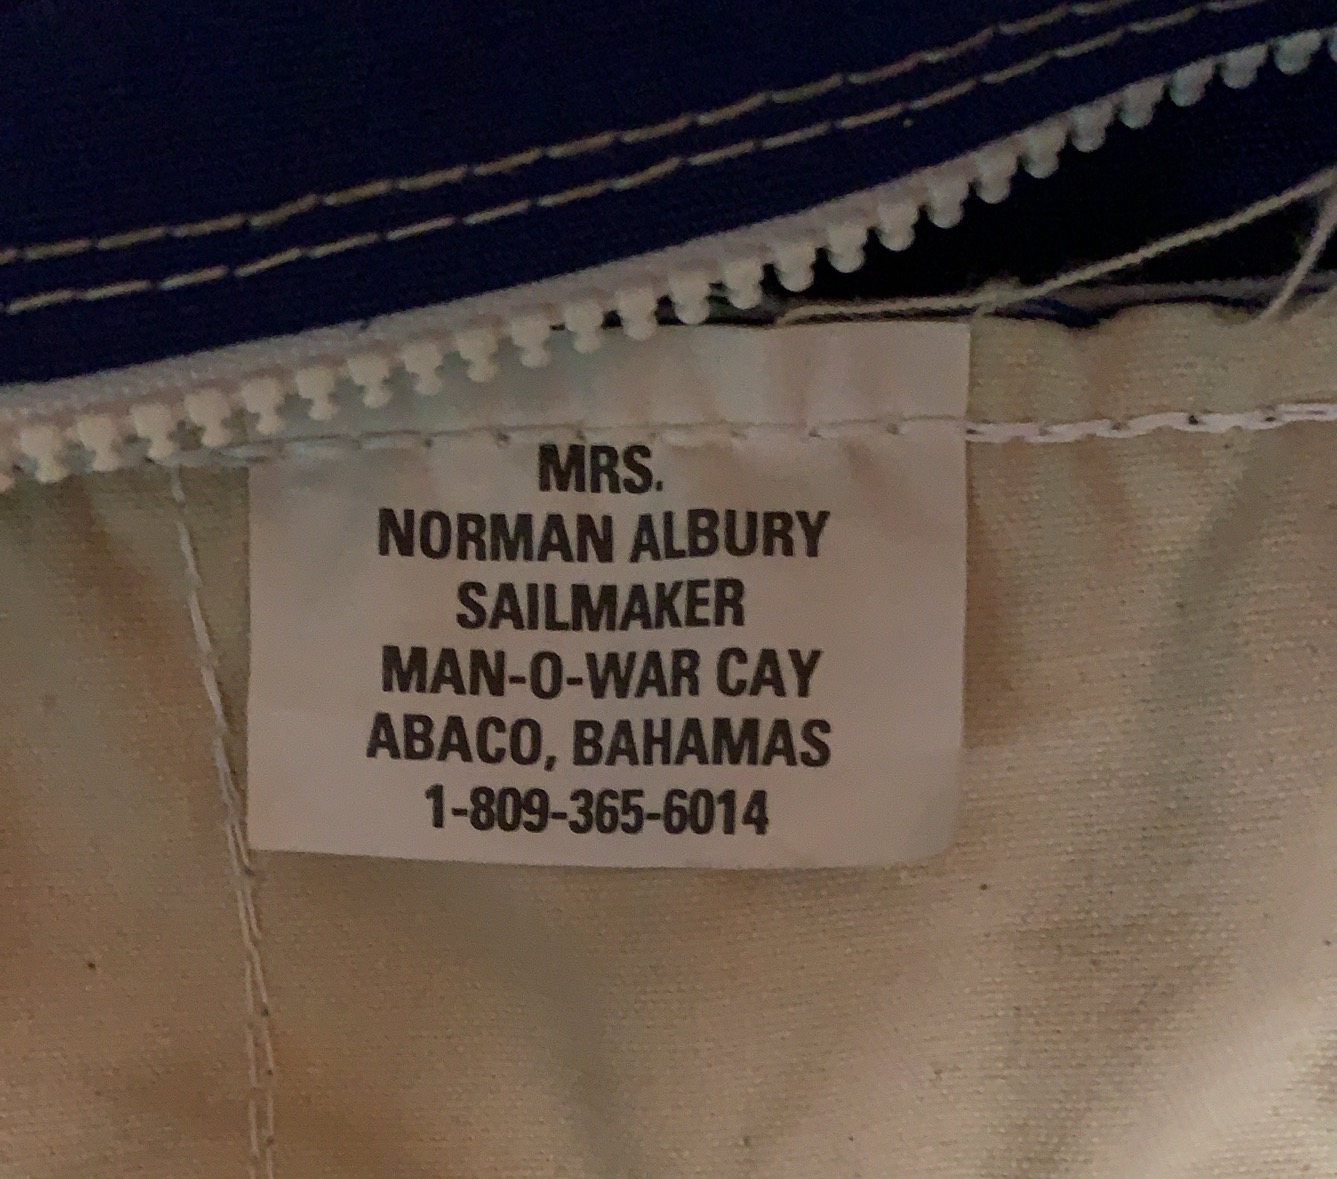 MRS.
NORMAN ALBURY
SAILMAKER
MAN-O-WAR CAY
ABACO, BAHAMAS
1-809-365-6014